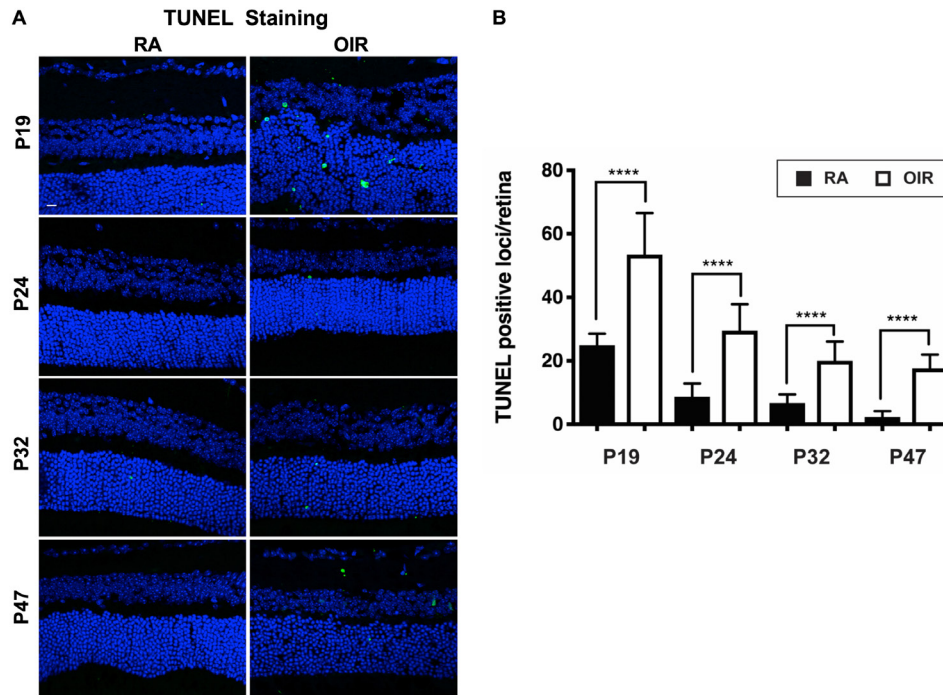 A
TUNEL Staining
RA
OIR
P19
P24
P32
P47
B
RA
OIR
TUNEL positive loci/retina
80
60
40
20
0
****
****
****
****
P19
P24
P32
P47